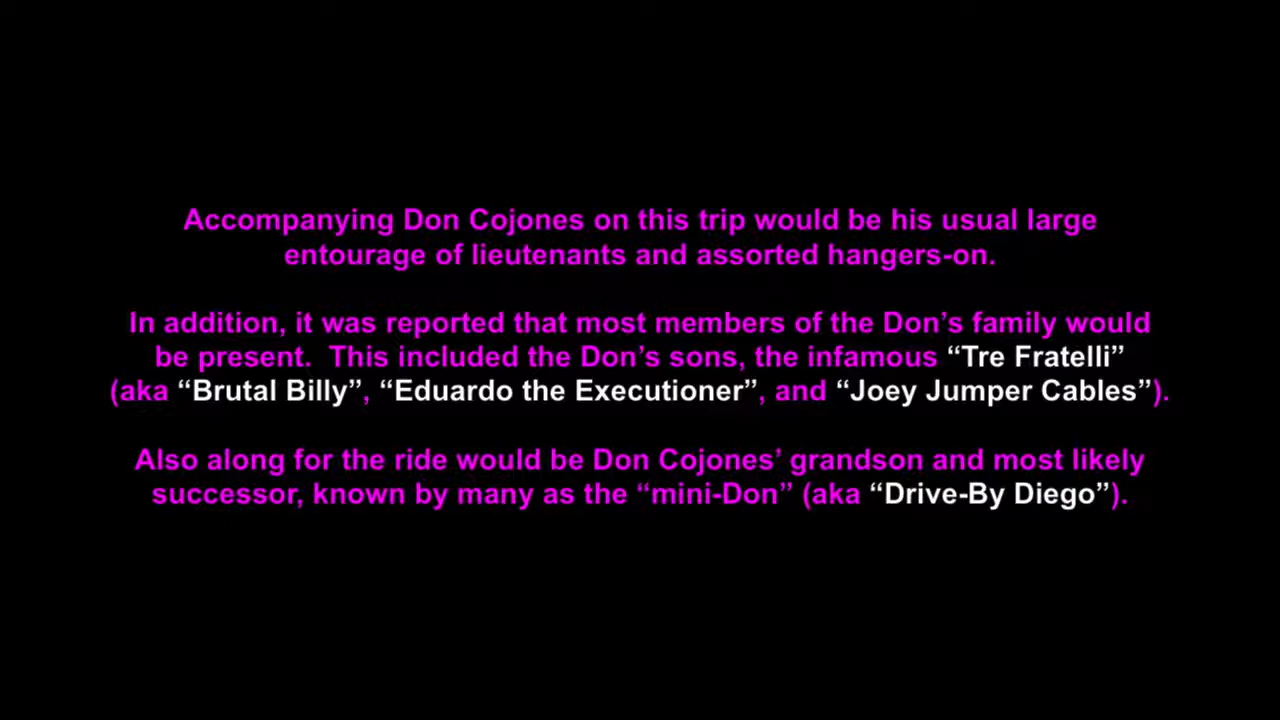 Accompanying Don Cojones on this trip would be his usual large
entourage of lieutenants and assorted hangers-on.
In addition, it was reported that most members of the Don’s family would
be present.  This included the Don’s sons, the infamous “Tre Fratelli”
(aka “Brutal Billy”, “Eduardo the Executioner”, and “Joey Jumper Cables”).
Also along for the ride would be Don Cojones’ grandson and most likely
successor, known by many as the “mini-Don” (aka “Drive-By Diego”).